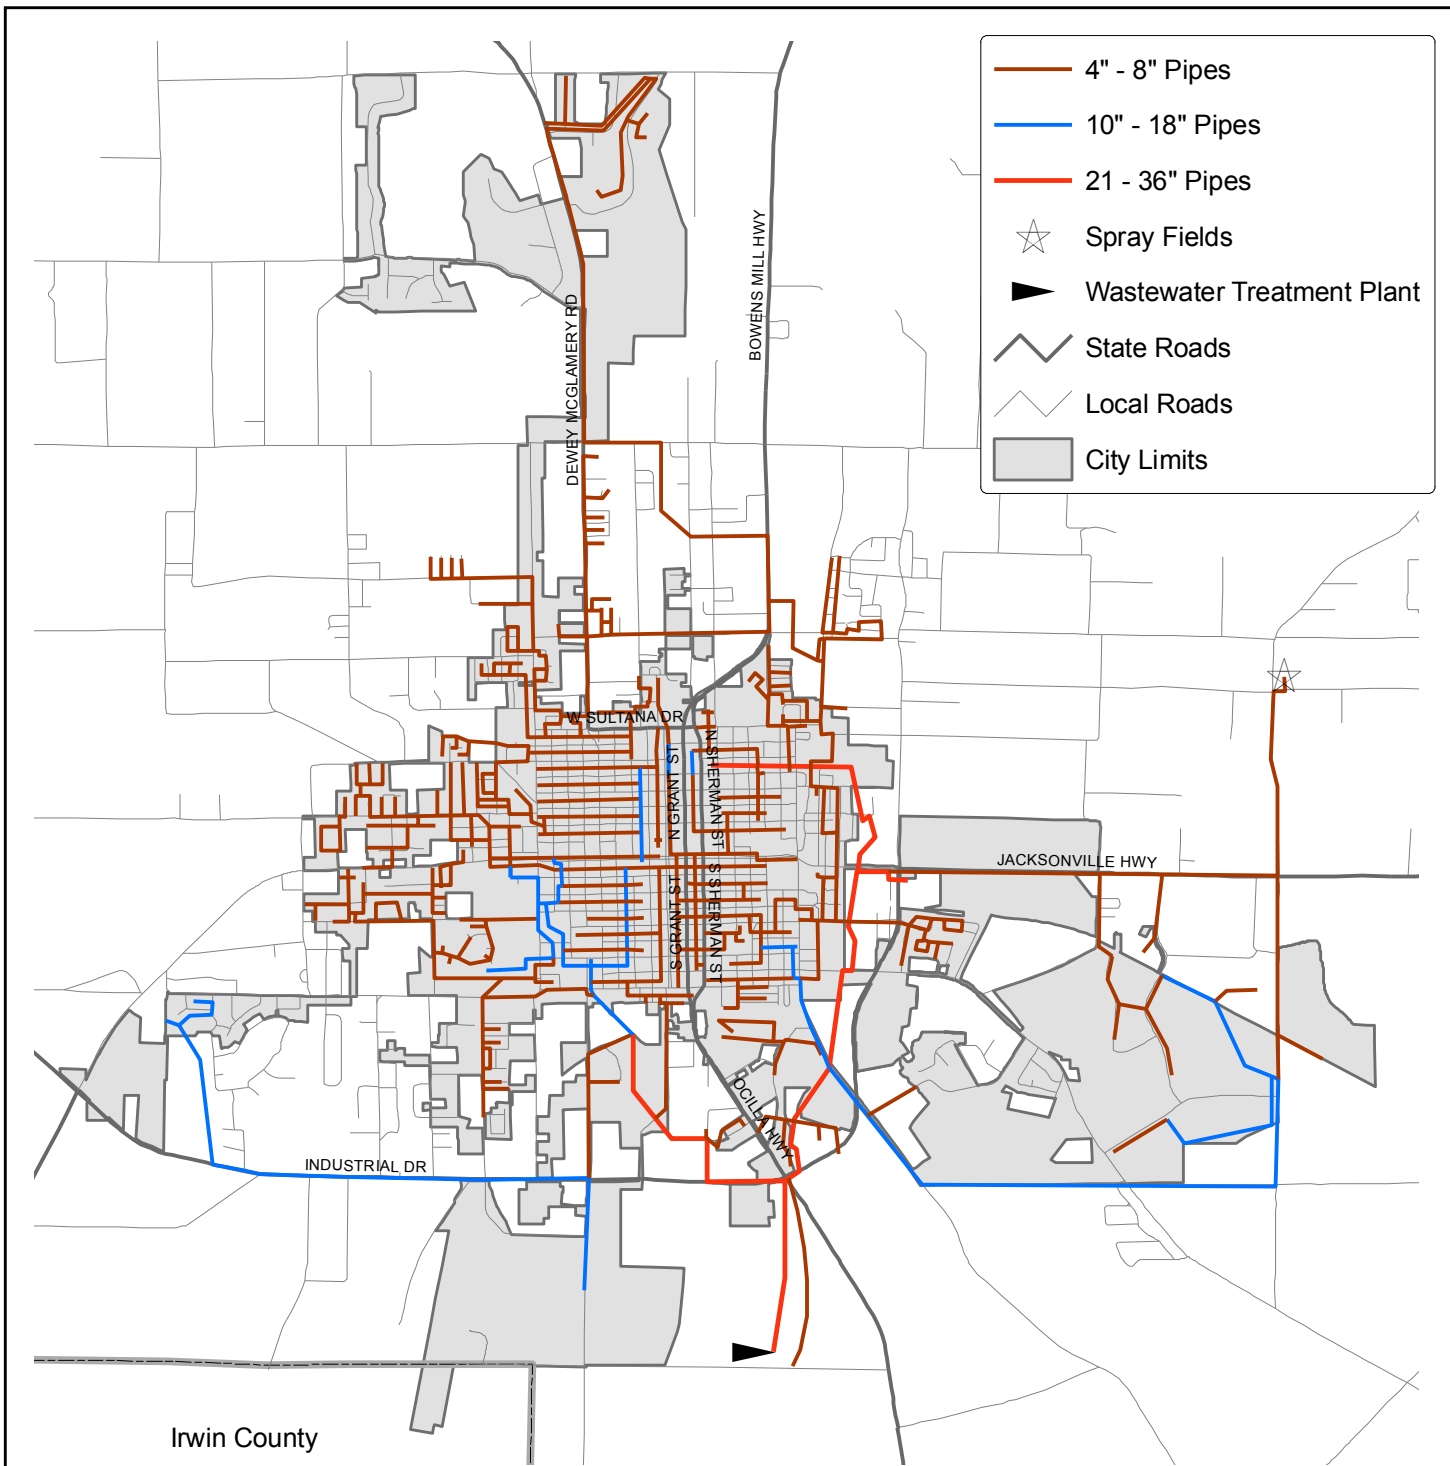 4" - 8" Pipes
10" - 18" Pipes
21 - 36" Pipes
Spray Fields
Wastewater Treatment Plant
State Roads
Local Roads
City Limits
BOWENS MILL HWY
DEWEY MCGLAMERY RD
W SULTANA DR
N GRANT ST
N SHERMAN ST
JACKSONVILLE HWY
S GRANT ST
S SHERMAN ST
OCILLA HWY
INDUSTRIAL DR
Irwin County